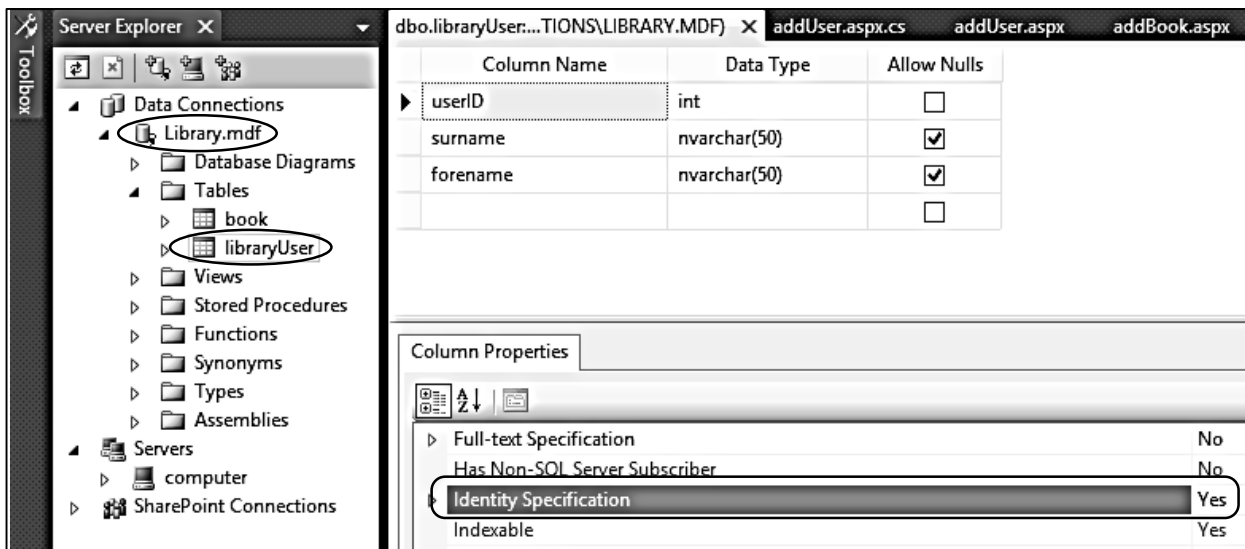 Toolbox
Server Explorer X
Data Connections
Library.mdf
Database Diagrams
Tables
book
libraryUser
Views
Stored Procedures
Functions
Synonyms
Types
Assemblies
Servers
computer
SharePoint Connections
dbo.libraryUser:...TIONS\LIBRARY.MDF) X addUser.aspx.cs addUser.aspx addBook.aspx
Column Name Data Type Allow Nulls
userID int
surname nvarchar(50)
forename nvarchar(50)
Column Properties
Full-text Specification No
Has Non-SQL Server Subscriber No
Identity Specification Yes
Indexable Yes